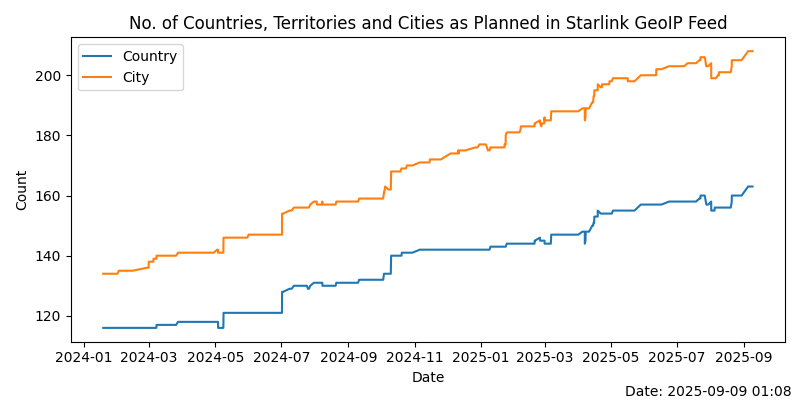 No. of Countries, Territories and Cities as Planned in Starlink GeoIP Feed
Country
City
Count
200
180
160
140
120
2024-01 2024-03 2024-05 2024-07 2024-09 2024-11 2025-01 2025-03 2025-05 2025-07 2025-09
Date
Date: 2025-09-09 01:08